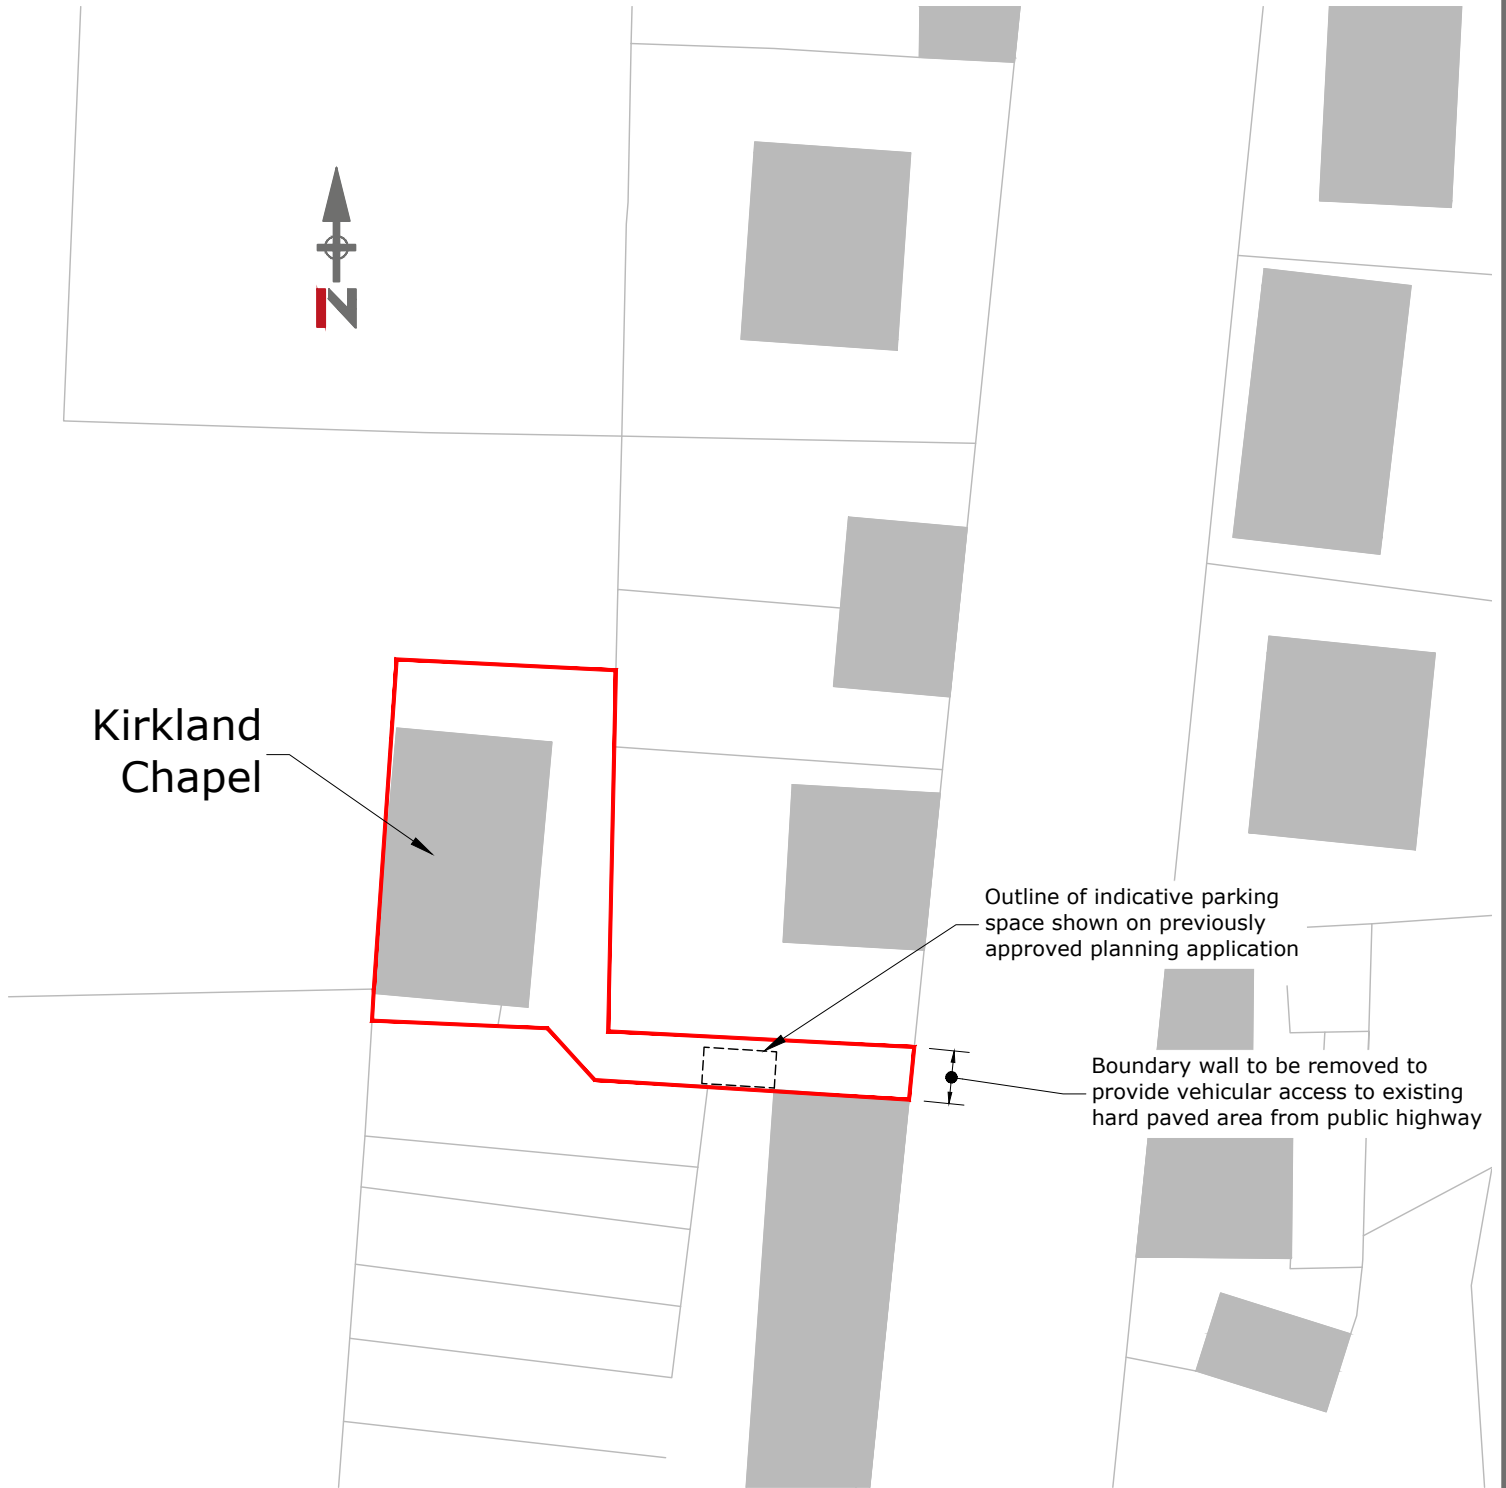 N
Kirkland
Chapel
Outline of indicative parking
space shown on previously
approved planning application
Boundary wall to be removed to
provide vehicular access to existing
hard paved area from public highway